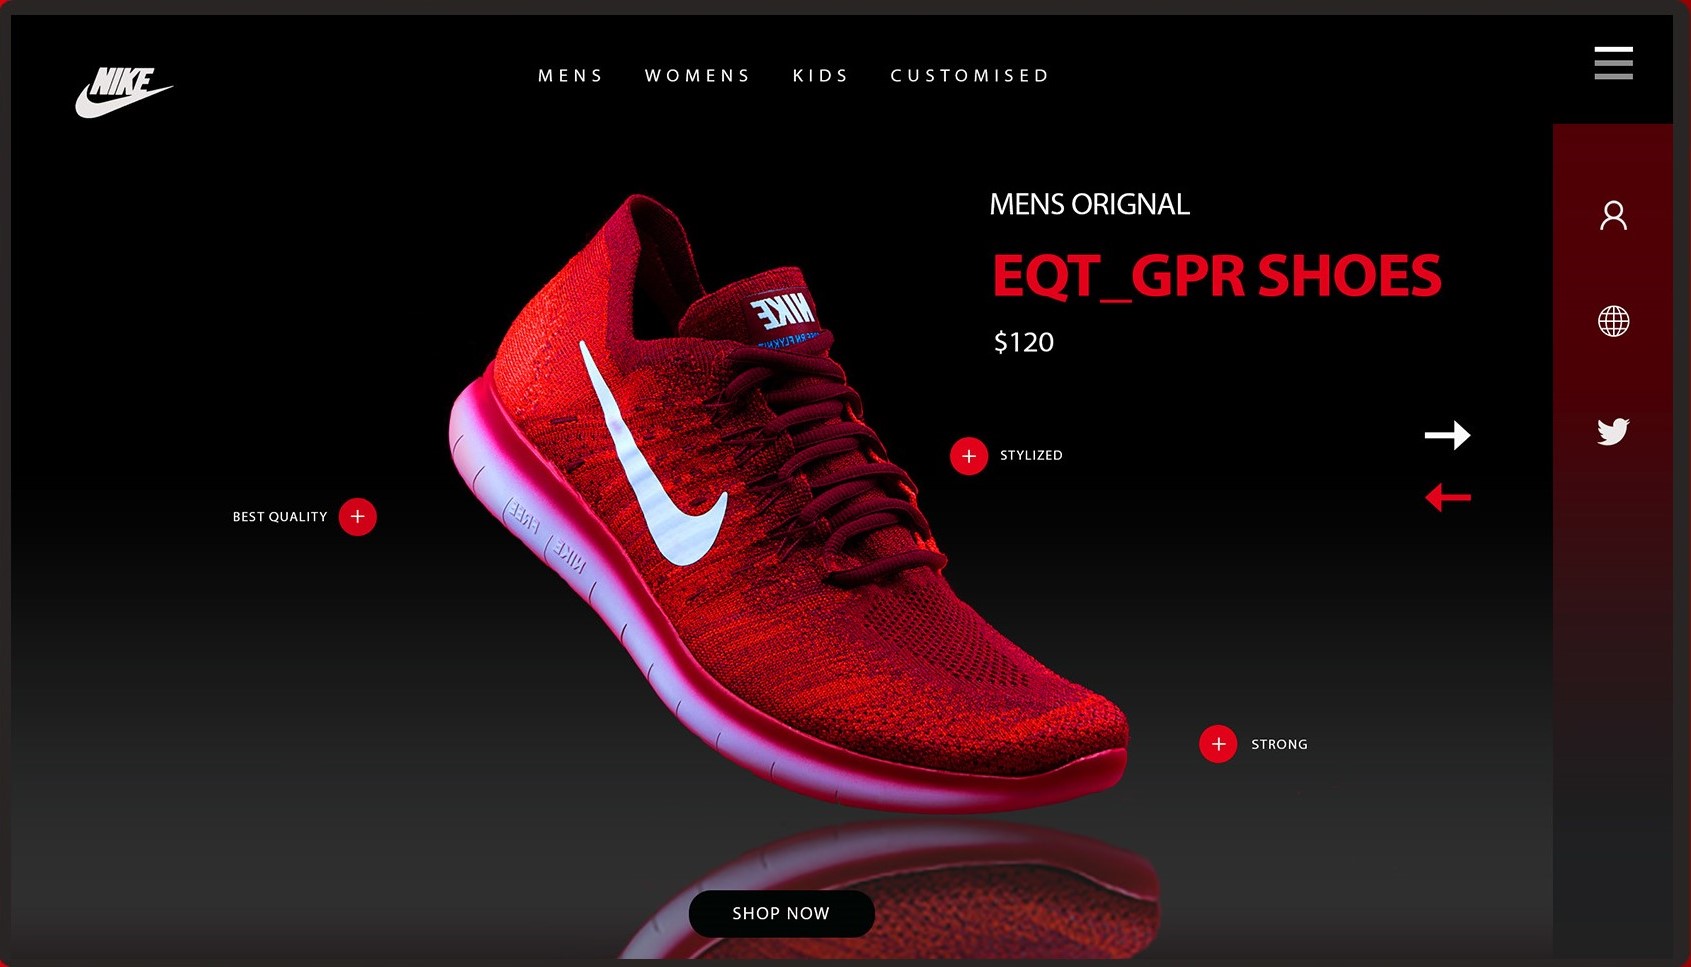 NIKE
MENS WOMENS KIDS CUSTOMISED
MENS ORIGNAL
EQT_GPR SHOES
$120
NIKE
STYLIZED
BEST QUALITY
FREE
NIKE
STRONG
SHOP NOW